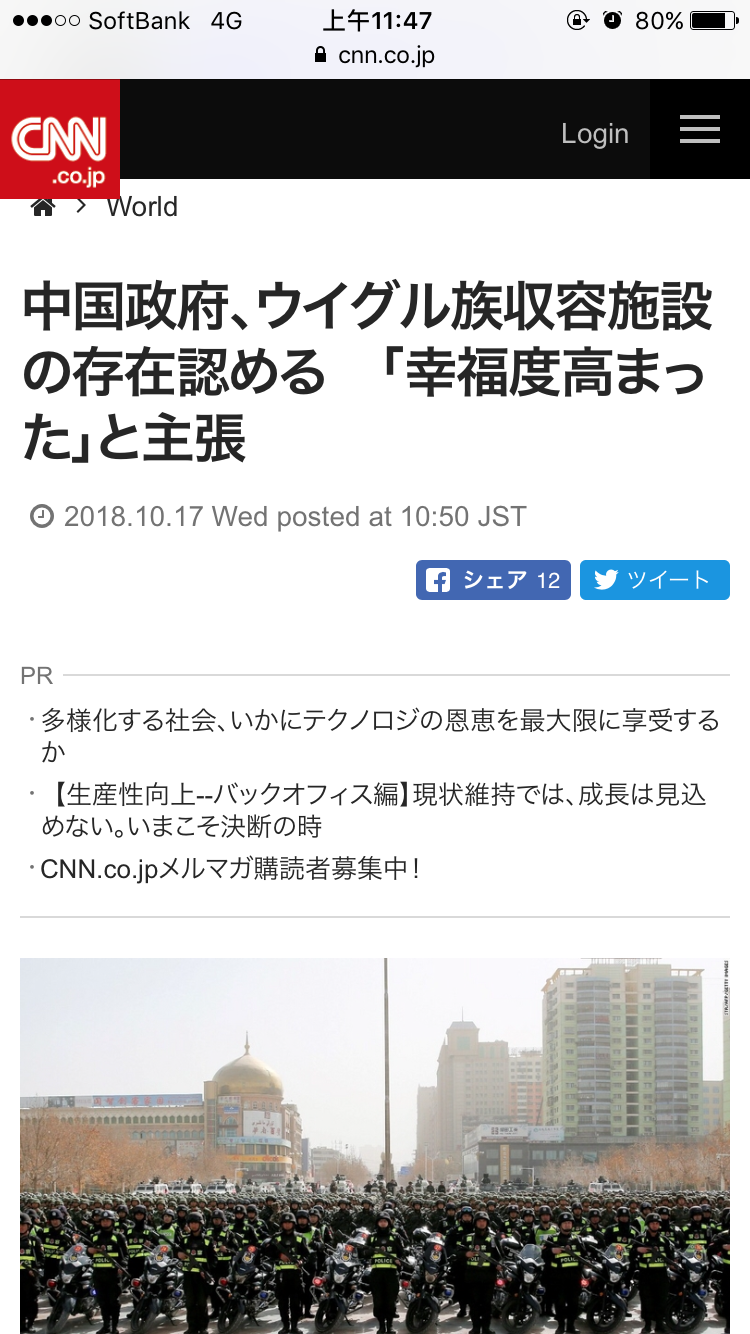 SoftBank 4G 上午11:47 80%
cnn.co.jp
CNN
.co.jp
Login
World
中国政府、ウイグル族収容施設
の存在認める 「幸福度高まっ
た」と主張
2018.10.17 Wed posted at 10:50 JST
シェア 12 ツイート
PR
・多様化する社会、いかにテクノロジの恩恵を最大限に享受する
か
・【生産性向上--バックオフィス編】現状維持では、成長は見込
めない。いまこそ決断の時
・CNN.co.jpメルマガ購読者募集中！
POLICE